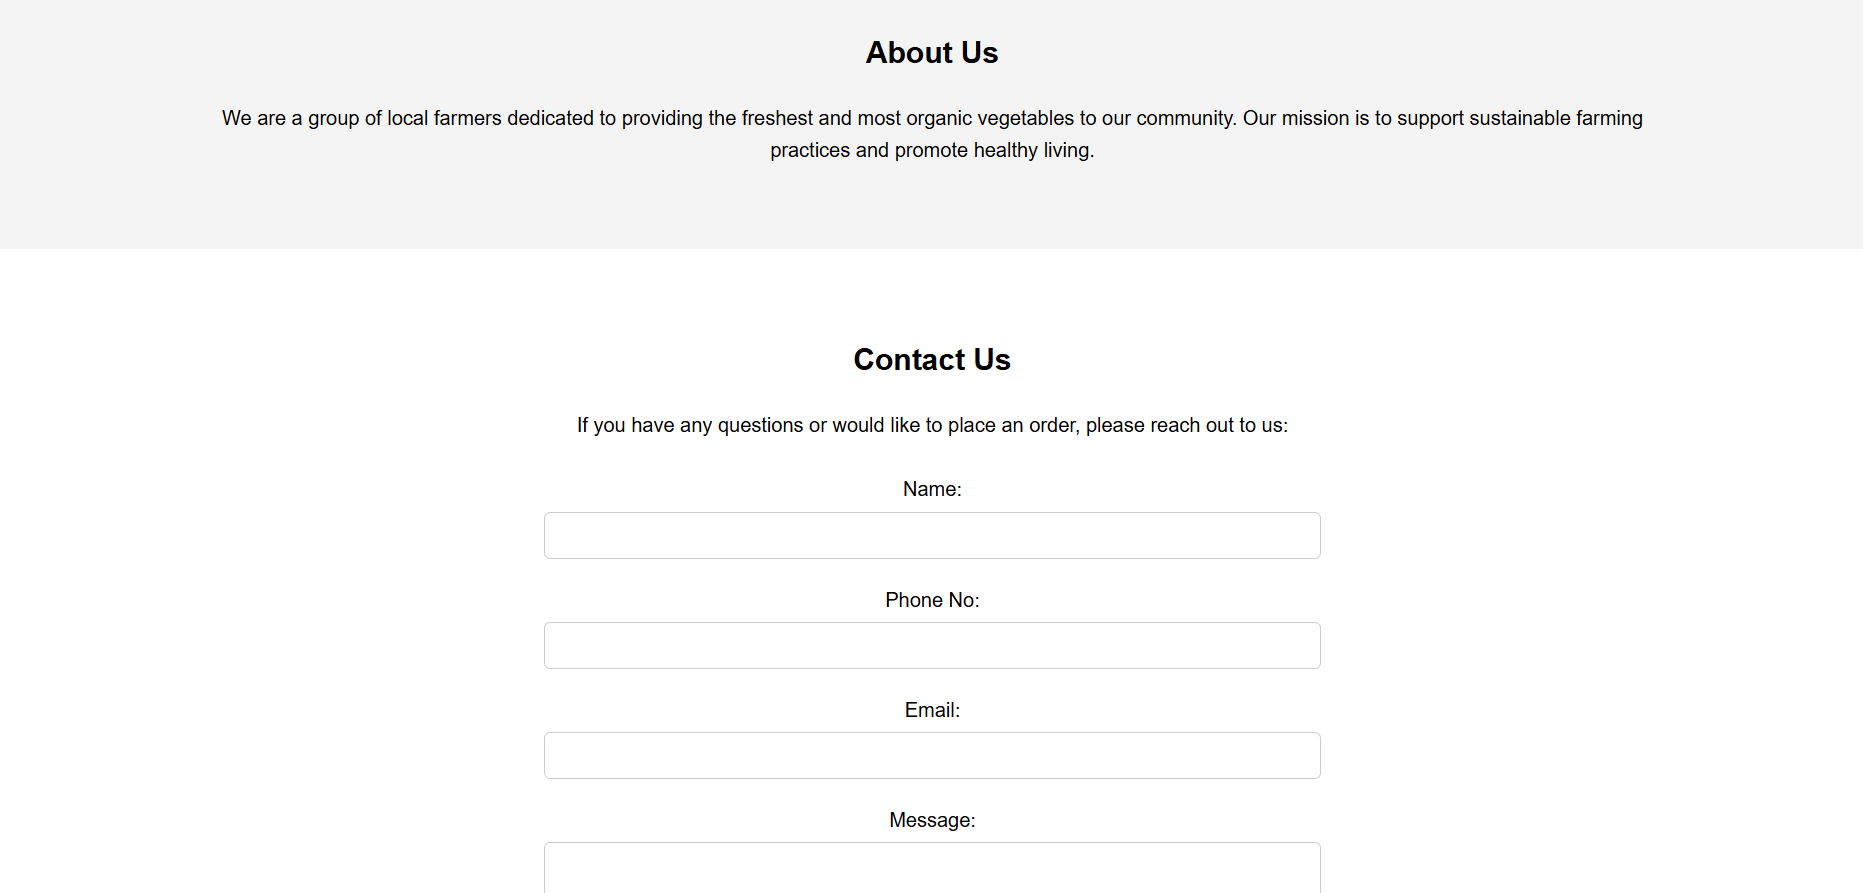 About Us
We are a group of local farmers dedicated to providing the freshest and most organic vegetables to our community. Our mission is to support sustainable farming
practices and promote healthy living.
Contact Us
If you have any questions or would like to place an order, please reach out to us:
Name:
Phone No:
Email:
Message: